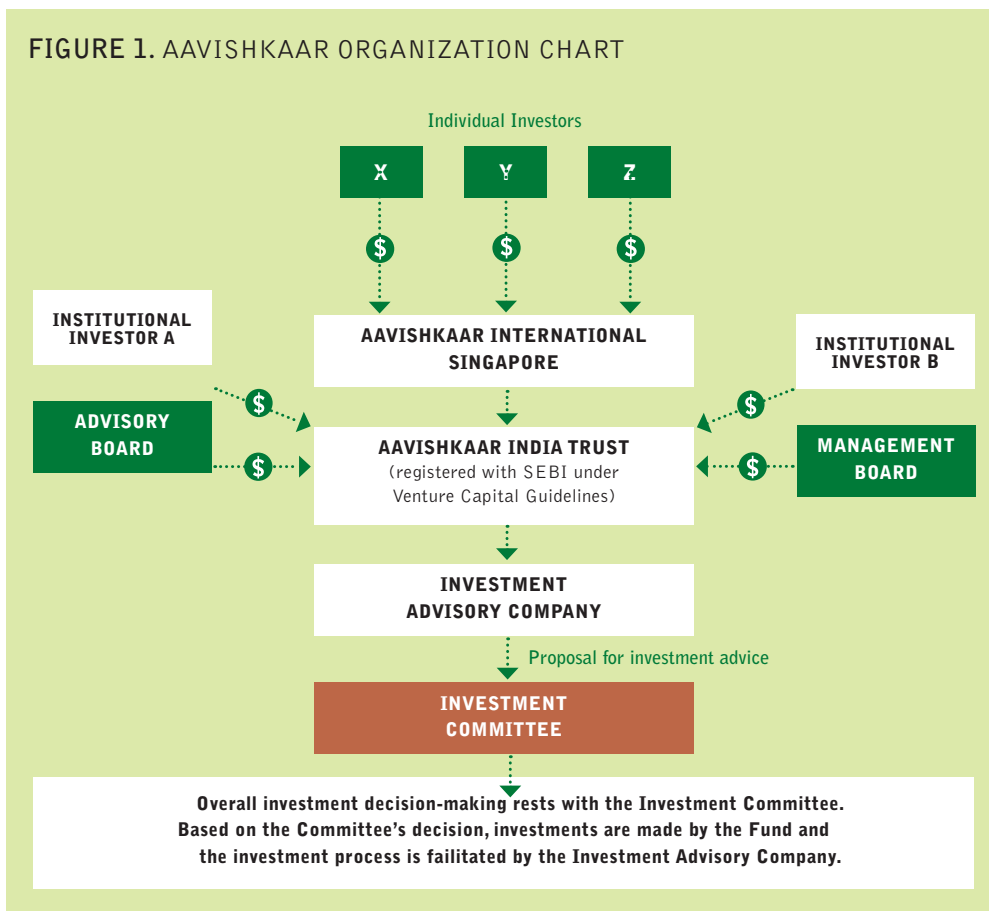 FIGURE 1. AAVISHKAAR ORGANIZATION CHART
Individual Investors
X
Y
Z
$
$
$
INSTITUTIONAL
INVESTOR A
AAVISHKAAR INTERNATIONAL
SINGAPORE
INSTITUTIONAL
INVESTOR B
$
$
ADVISORY
BOARD
AAVISHKAAR INDIA TRUST
(registered with SEBI under
Venture Capital Guidelines)
MANAGEMENT
BOARD
$
$
INVESTMENT
ADVISORY COMPANY
Proposal for investment advice
INVESTMENT
COMMITTEE
Overall investment decision-making rests with the Investment Committee.
Based on the Committee's decision, investments are made by the Fund and
the investment process is failitated by the Investment Advisory Company.